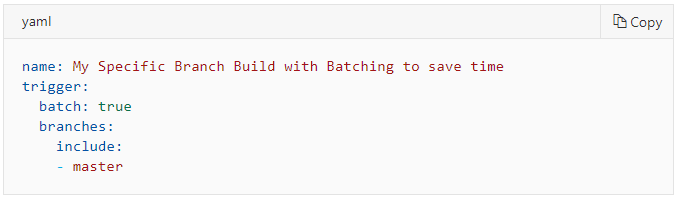 yaml
Copy
name: My Specific Branch Build with Batching to save time
trigger:
  batch: true
  branches:
    include:
    - master